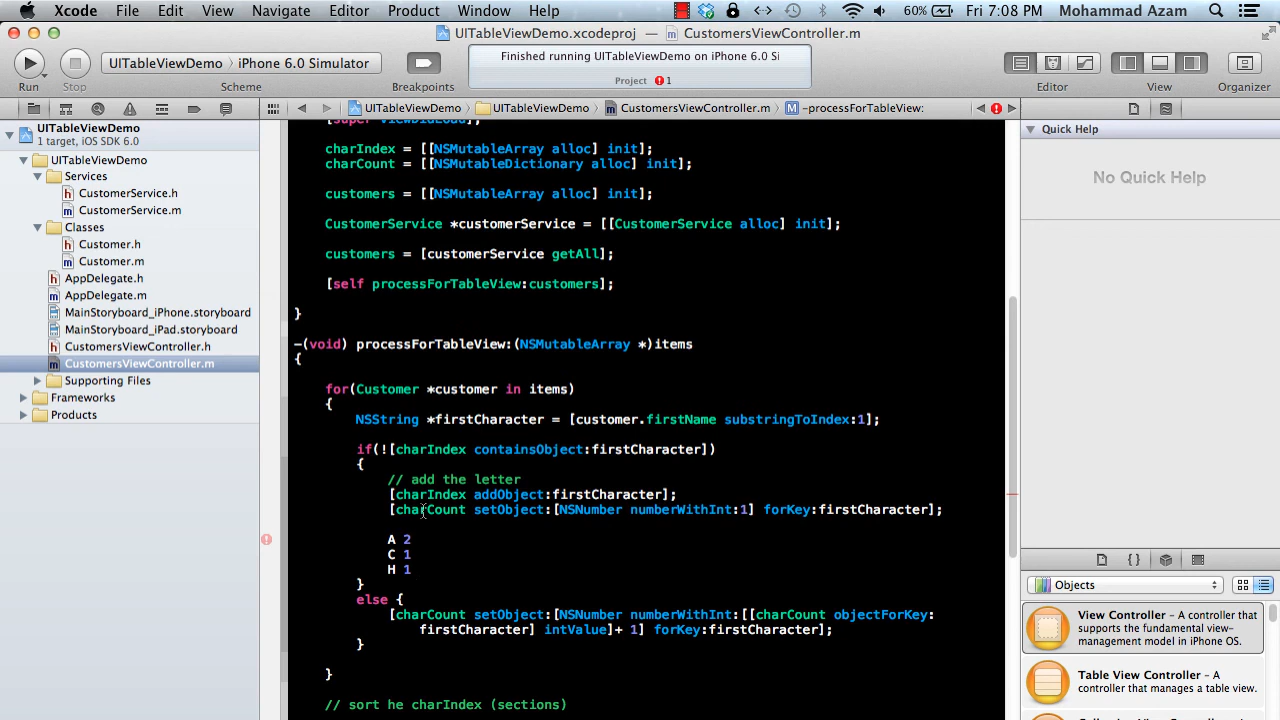 Xcode File Edit View Navigate Editor Product Window Help 60% Fri 7:08 PM Mohammad Azam
UITableViewDemo.xcodeproj — CustomersViewController.m
Run Stop
UITableViewDemo iPhone 6.0 Simulator
Scheme
Breakpoints
Finished running UITableViewDemo on iPhone 6.0 Si
Project 1
Editor View Organizer
UITableViewDemo UITableViewDemo CustomersViewController.m -processForTableView:
UITableViewDemo
1 target, iOS SDK 6.0
UITableViewDemo
Services
CustomerService.h
CustomerService.m
Classes
Customer.h
Customer.m
AppDelegate.h
AppDelegate.m
MainStoryboard_iPhone.storyboard
MainStoryboard_iPad.storyboard
CustomersViewController.h
CustomersViewController.m
Supporting Files
Frameworks
Products
[super viewDidLoad];
charIndex = [[NSMutableArray alloc] init];
charCount = [[NSMutableDictionary alloc] init];
customers = [[NSMutableArray alloc] init];
CustomerService *customerService = [[CustomerService alloc] init];
customers = [customerService getAll];
[self processForTableView:customers];
}
-(void) processForTableView:(NSMutableArray *)items
{
for(Customer *customer in items)
{
NSString *firstCharacter = [customer.firstName substringToIndex:1];
if(![charIndex containsObject:firstCharacter])
{
// add the letter
[charIndex addObject:firstCharacter];
[charCount setObject:[NSNumber numberWithInt:1] forKey:firstCharacter];
A 2
C 1
H 1
}
else {
[charCount setObject:[NSNumber numberWithInt:[[charCount objectForKey:
firstCharacter] intValue]+ 1] forKey:firstCharacter];
}
}
// sort he charIndex (sections)
Quick Help
No Quick Help
Objects
View Controller - A controller that
supports the fundamental view-
management model in iPhone OS.
Table View Controller - A
controller that manages a table view.